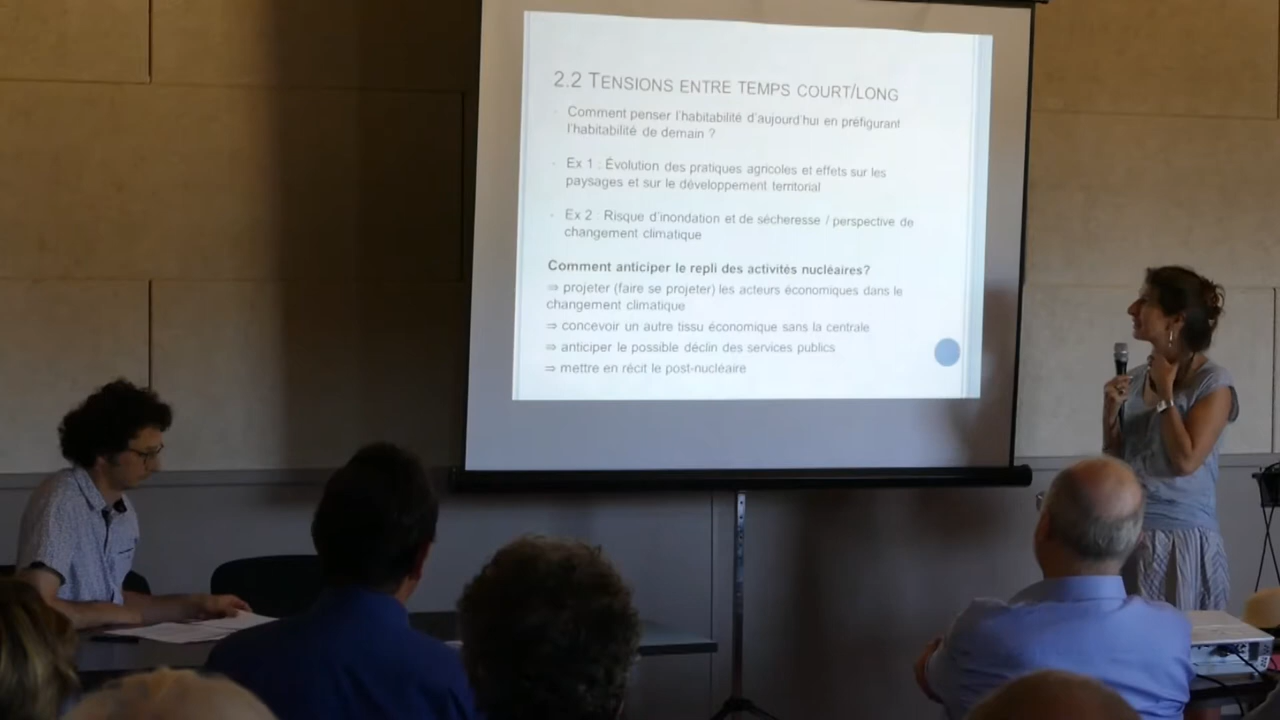 2.2 TENSIONS ENTRE TEMPS COURT/LONG
Comment penser l'habitabilité d'aujourd'hui en préfigurant
l'habitabilité de demain ?
Ex 1 : Évolution des pratiques agricoles et effets sur les
paysages et sur le développement territorial
Ex 2 : Risque d'inondation et de sécheresse / perspective de
changement climatique
Comment anticiper le repli des activités nucléaires?
⇒ projeter (faire se projeter) les acteurs économiques dans le
changement climatique
⇒ concevoir un autre tissu économique sans la centrale
⇒ anticiper le possible déclin des services publics
⇒ mettre en récit le post-nucléaire